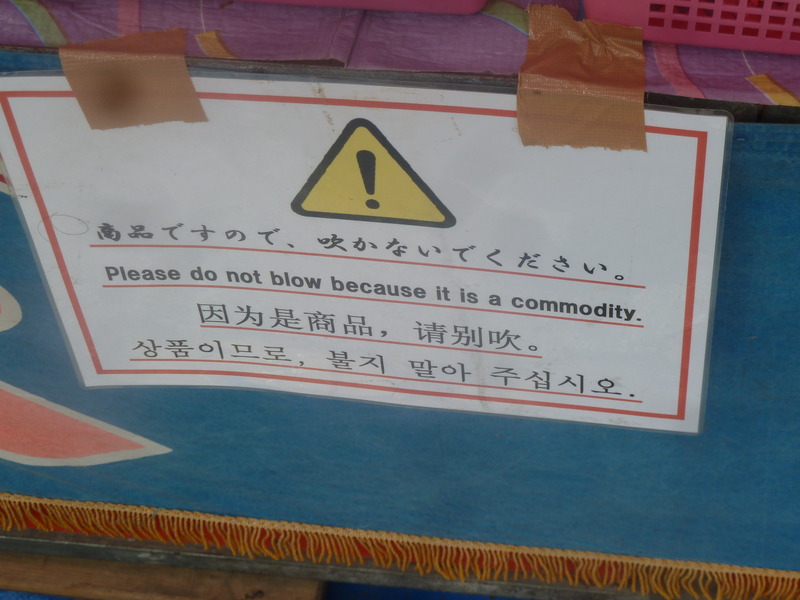 商品ですので、吹かないでください。
Please do not blow because it is a commodity.
因为是商品，请别吹。
상품이므로, 불지 말아 주십시오.